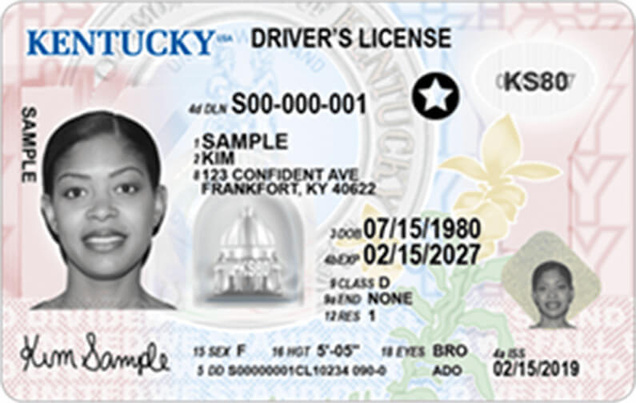 KENTUCKY USA DRIVER'S LICENSE
KS80
4d DLN S00-000-001
SAMPLE
1 SAMPLE
2 KIM
8 123 CONFIDENT AVE
FRANKFORT, KY 40622
3 DOB 07/15/1980
4b EXP 02/15/2027
9 CLASS D
9a END NONE
12 RES 1
Kim Sample
15 SEX F 16 HGT 5'-05" 18 EYES BRO 4a ISS
5 DD S00000001CL10234 090-0 ADO 02/15/2019